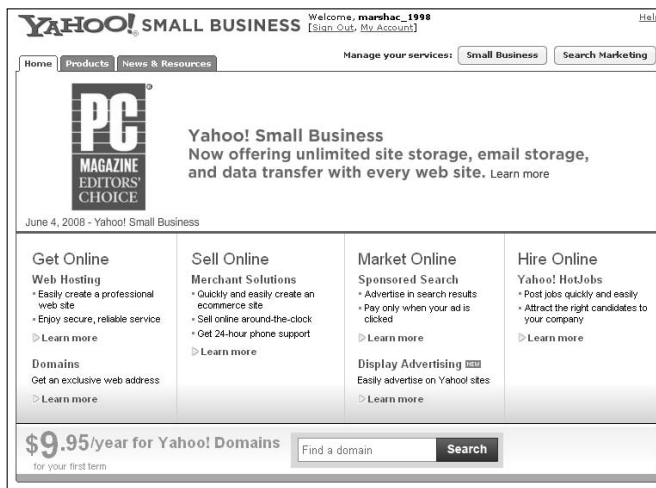 YAHOO! SMALL BUSINESS
Welcome, marshac_1998
[Sign Out, My Account]
Help
Manage your services: Small Business Search Marketing
Home Products News & Resources
PC
MAGAZINE
EDITORS'
CHOICE
June 4, 2008 - Yahoo! Small Business
Yahoo! Small Business
Now offering unlimited site storage, email storage,
and data transfer with every web site. Learn more
Get Online
Web Hosting
Easily create a professional
web site
Enjoy secure, reliable service
Learn more
Domains
Get an exclusive web address
Learn more
Sell Online
Merchant Solutions
Quickly and easily create an
ecommerce site
Sell online around-the-clock
Get 24-hour phone support
Learn more
Market Online
Sponsored Search
Advertise in search results
Pay only when your ad is
clicked
Learn more
Display Advertising NEW
Easily advertise on Yahoo! sites
Learn more
Hire Online
Yahoo! HotJobs
Post jobs quickly and easily
Attract the right candidates to
your company
Learn more
$9.95/year for Yahoo! Domains
for your first term
Find a domain
Search